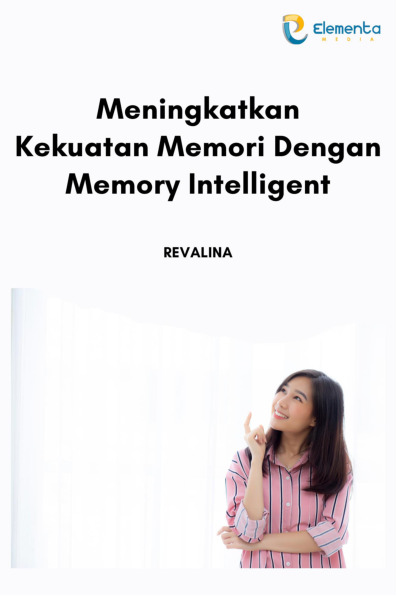 Elementa
MEDIA
Meningkatkan
Kekuatan Memori Dengan
Memory Intelligent
REVALINA